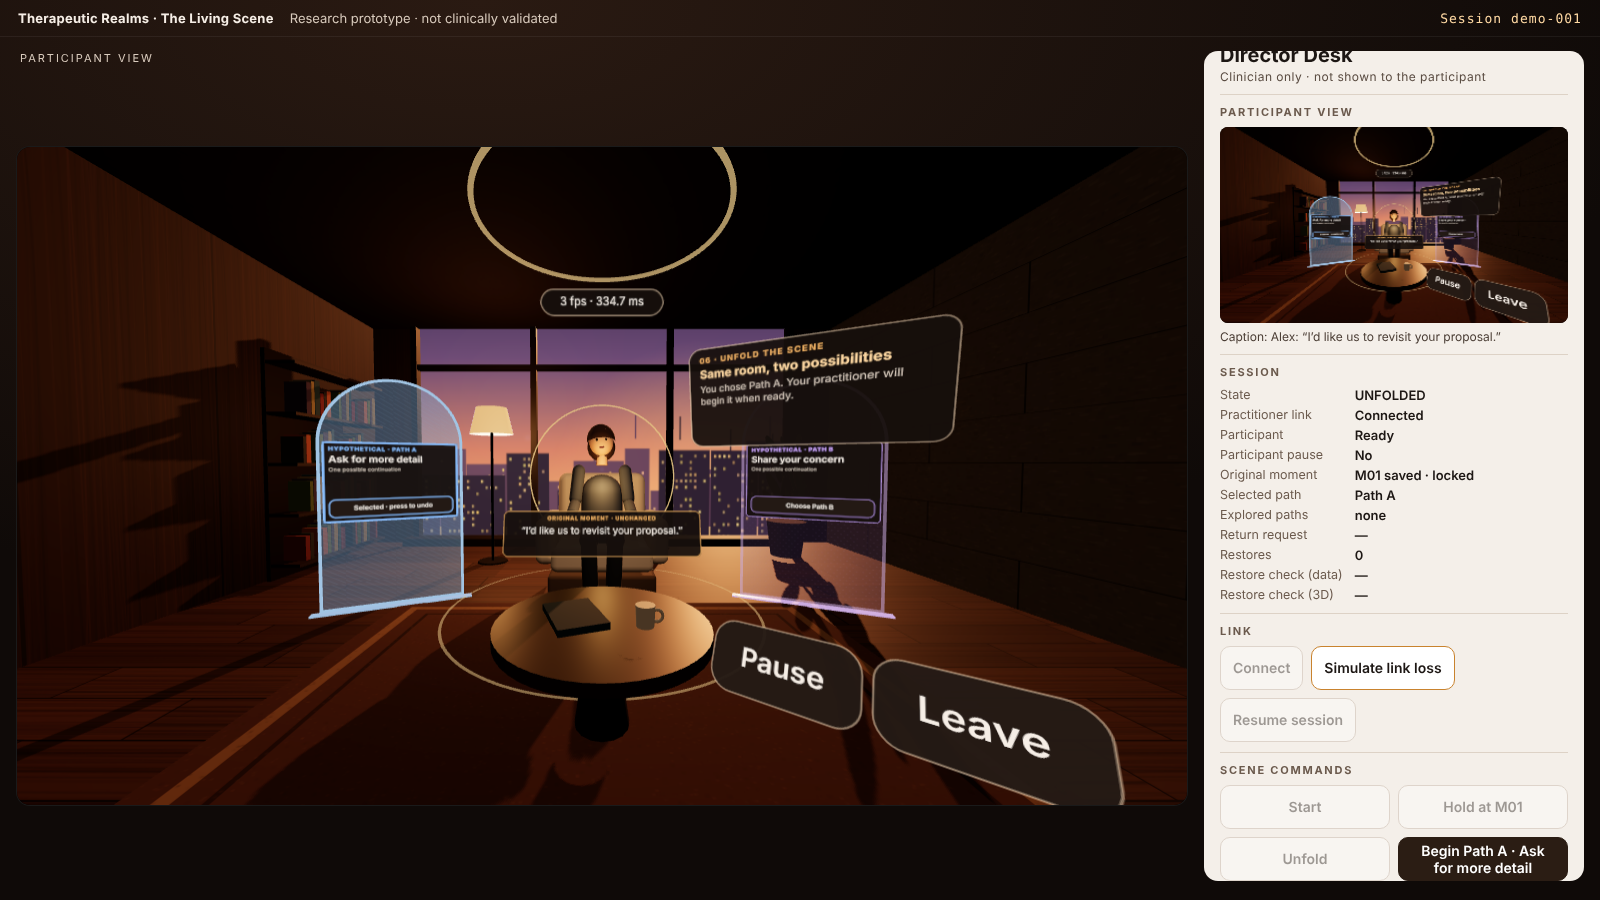 Therapeutic Realms · The Living Scene
Research prototype · not clinically validated
Session demo-001
PARTICIPANT VIEW
3 fps · 334.7 ms
06 · UNFOLD THE SCENE
Same room, two possibilities
You chose Path A. Your practitioner will
begin it when ready.
HYPOTHETICAL · PATH A
Ask for more detail
One possible continuation
Selected · press to undo
HYPOTHETICAL · PATH B
Share your concern
One possible continuation
Choose Path B
ORIGINAL MOMENT · UNCHANGED
“I’d like us to revisit your proposal.”
Pause
Leave
Director Desk
Clinician only · not shown to the participant
PARTICIPANT VIEW
Pause
Leave
Caption: Alex: “I’d like us to revisit your proposal.”
SESSION
State UNFOLDED
Practitioner link Connected
Participant Ready
Participant pause No
Original moment M01 saved · locked
Selected path Path A
Explored paths none
Return request —
Restores 0
Restore check (data) —
Restore check (3D) —
LINK
Connect
Simulate link loss
Resume session
SCENE COMMANDS
Start
Hold at M01
Unfold
Begin Path A · Ask
for more detail